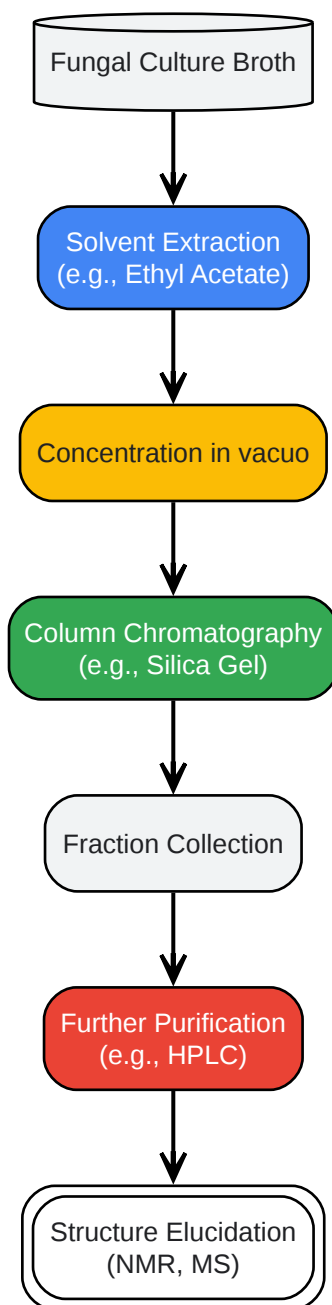 Fungal Culture Broth
Solvent Extraction
(e.g., Ethyl Acetate)
Concentration in vacuo
Column Chromatography
(e.g., Silica Gel)
Fraction Collection
Further Purification
(e.g., HPLC)
Structure Elucidation
(NMR, MS)